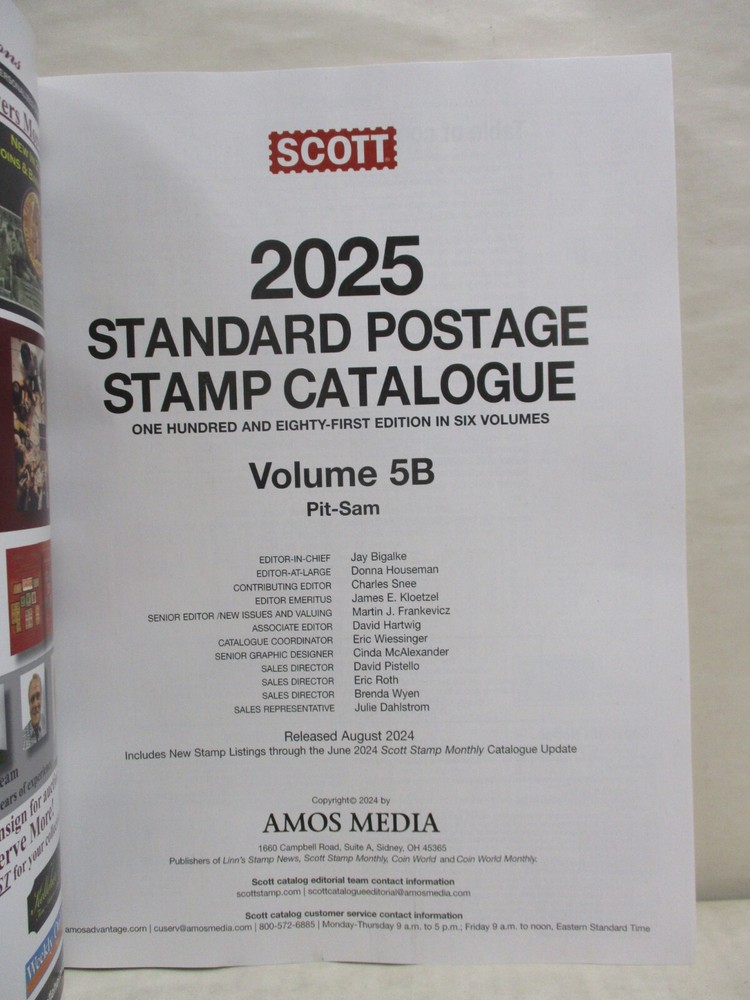 SCOTT
2025
STANDARD POSTAGE
STAMP CATALOGUE
ONE HUNDRED AND EIGHTY-FIRST EDITION IN SIX VOLUMES
Volume 5B
Pit-Sam
EDITOR-IN-CHIEF Jay Bigalke
EDITOR-AT-LARGE Donna Houseman
CONTRIBUTING EDITOR Charles Snee
EDITOR EMERITUS James E. Kloetzel
SENIOR EDITOR /NEW ISSUES AND VALUING Martin J. Frankevicz
ASSOCIATE EDITOR David Hartwig
CATALOGUE COORDINATOR Eric Wiessinger
SENIOR GRAPHIC DESIGNER Cinda McAlexander
SALES DIRECTOR David Pistello
SALES DIRECTOR Eric Roth
SALES DIRECTOR Brenda Wyen
SALES REPRESENTATIVE Julie Dahlstrom
Released August 2024
Includes New Stamp Listings through the June 2024 Scott Stamp Monthly Catalogue Update
Copyright© 2024 by
AMOS MEDIA
1660 Campbell Road, Suite A, Sidney, OH 45365
Publishers of Linn's Stamp News, Scott Stamp Monthly, Coin World and Coin World Monthly.
Scott catalog editorial team contact information
scottstamp.com | scottcatalogueeditorial@amosmedia.com
Scott catalog customer service contact information
amosadvantage.com | cuserv@amosmedia.com | 800-572-6885 | Monday-Thursday 9 a.m. to 5 p.m.; Friday 9 a.m. to noon, Eastern Standard Time